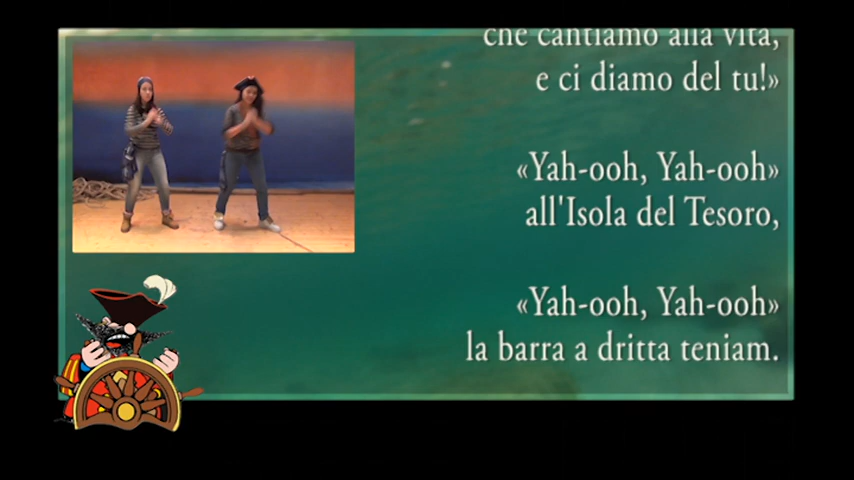 che cantiamo alla vita,
e ci diamo del tu!»
«Yah-ooh, Yah-ooh»
all'Isola del Tesoro,
«Yah-ooh, Yah-ooh»
la barra a dritta teniam.